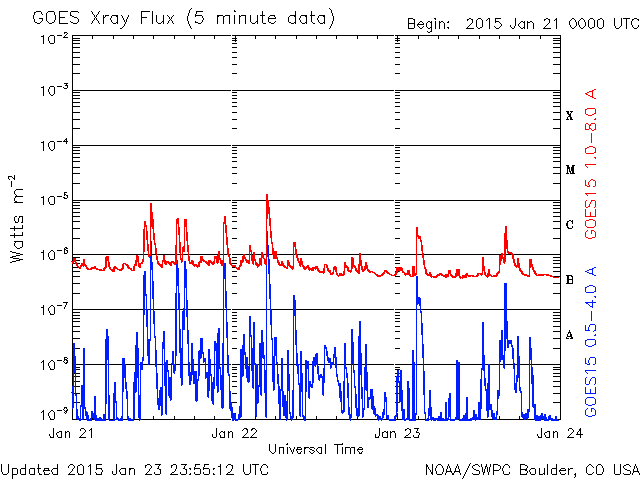 GOES Xray Flux (5 minute data)
Begin: 2015 Jan 21 0000 UTC
10⁻²
10⁻³
10⁻⁴
10⁻⁵
10⁻⁶
10⁻⁷
10⁻⁸
10⁻⁹
Watts m⁻²
X
M
C
B
A
GOES15 1.0–8.0 A
GOES15 0.5–4.0 A
Jan 21
Jan 22
Jan 23
Jan 24
Universal Time
Updated 2015 Jan 23 23:55:12 UTC
NOAA/SWPC Boulder, CO USA